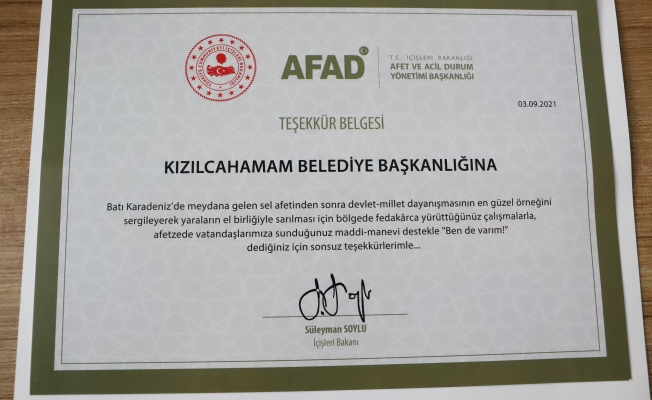 AFAD
T.C. İÇİŞLERİ BAKANLIĞI
AFET VE ACİL DURUM
YÖNETİMİ BAŞKANLIĞI
03.09.2021
TEŞEKKÜR BELGESİ
KIZILCAHAMAM BELEDİYE BAŞKANLIĞINA
Batı Karadeniz'de meydana gelen sel afetinden sonra devlet-millet dayanışmasının en güzel örneğini
sergileyerek yaraların el birliğiyle sarılması için bölgede fedakârca yürüttüğünüz çalışmalarla,
afetzede vatandaşlarımıza sunduğunuz maddi-manevi destekle "Ben de varım!"
dediğiniz için sonsuz teşekkürlerimle...
Süleyman SOYLU
İçişleri Bakanı